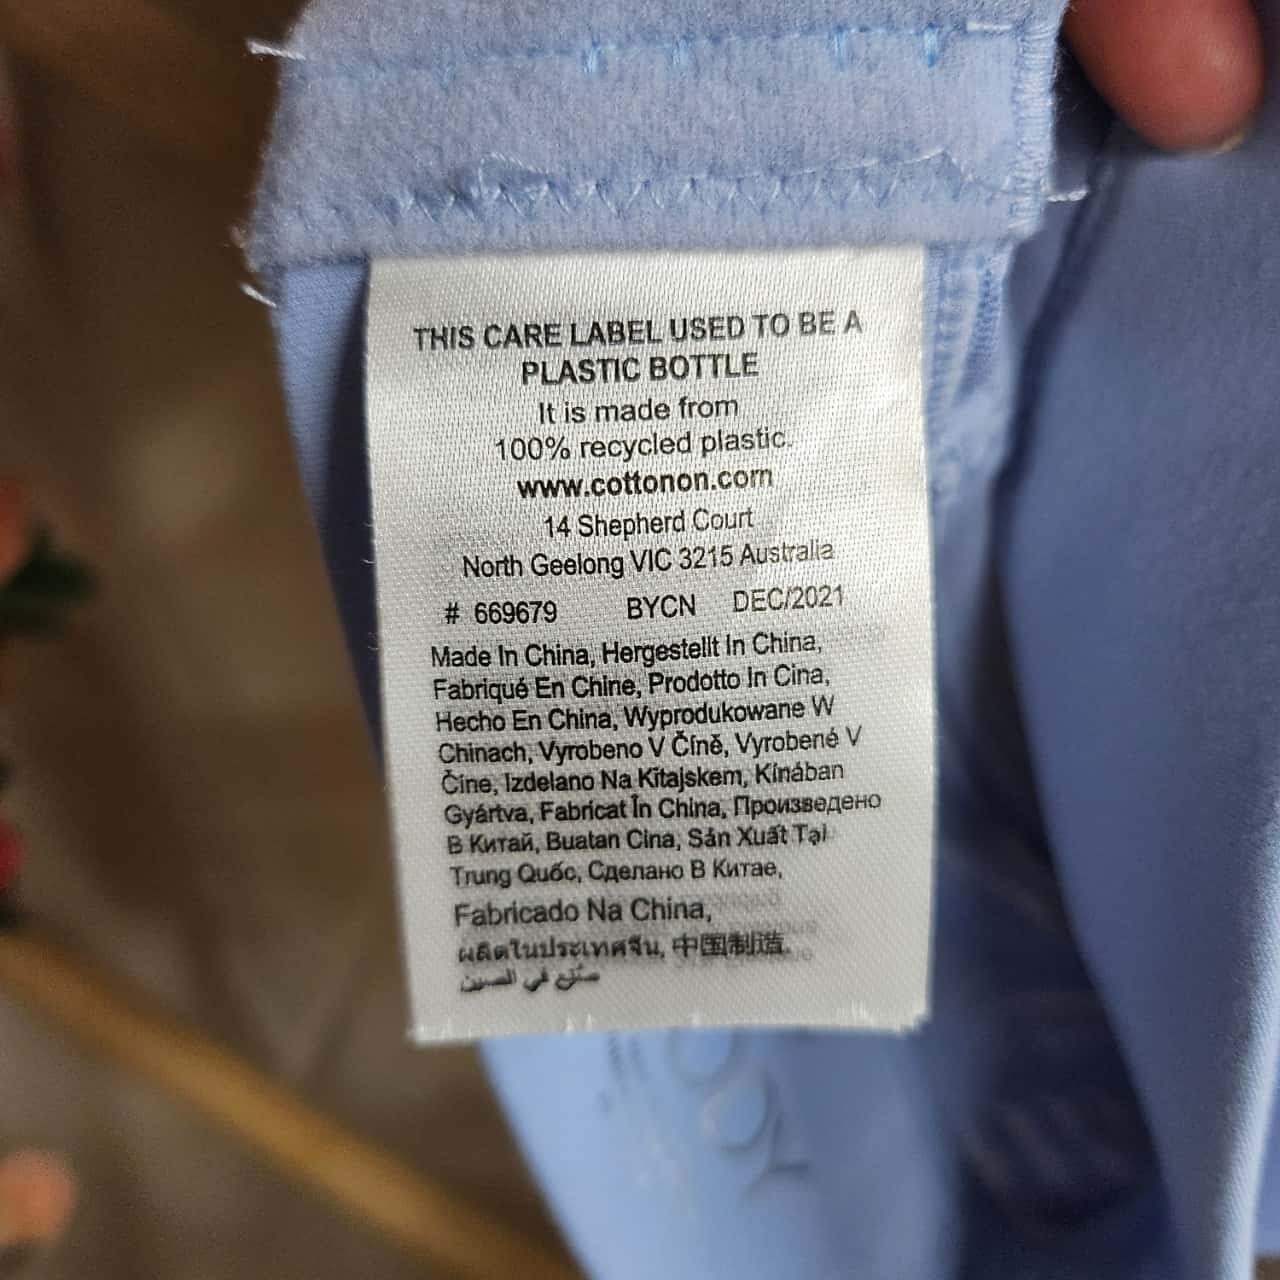 THIS CARE LABEL USED TO BE A
PLASTIC BOTTLE
It is made from
100% recycled plastic.
www.cottonon.com
14 Shepherd Court
North Geelong VIC 3215 Australia
# 669679 BYCN DEC/2021
Made In China, Hergestellt In China,
Fabriqué En Chine, Prodotto In Cina,
Hecho En China, Wyprodukowane W
Chinach, Vyrobeno V Číně, Vyrobené V
Číne, Izdelano Na Kitajskem, Kínában
Gyártva, Fabricat În China, Произведено
В Китай, Buatan Cina, Sản Xuất Tại
Trung Quốc, Сделано В Китае,
Fabricado Na China,
ผลิตในประเทศจีน, 中国制造
صنع في الصين